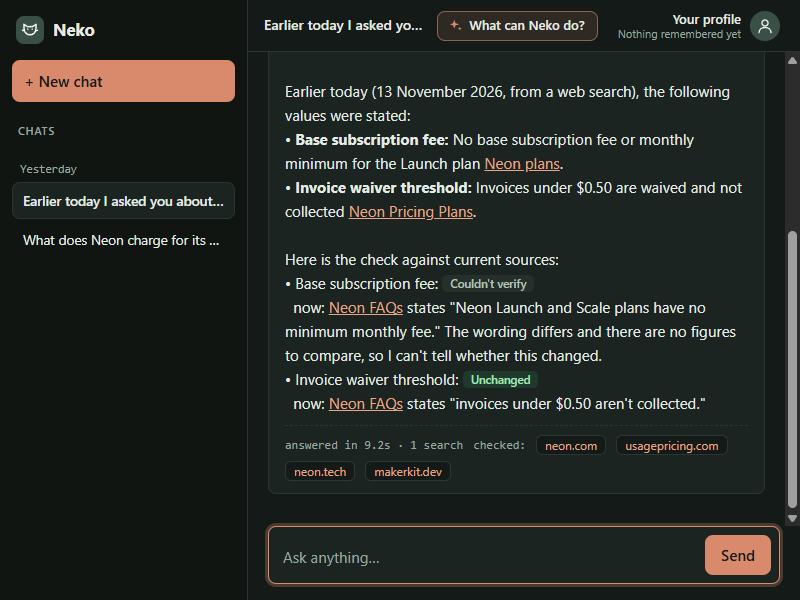 Neko
+ New chat
CHATS
Yesterday
Earlier today I asked you about...
What does Neon charge for its ...
Earlier today I asked yo...
What can Neko do?
Your profile
Nothing remembered yet
Earlier today (13 November 2026, from a web search), the following
values were stated:
• Base subscription fee: No base subscription fee or monthly
minimum for the Launch plan Neon plans.
• Invoice waiver threshold: Invoices under $0.50 are waived and not
collected Neon Pricing Plans.
Here is the check against current sources:
• Base subscription fee: Couldn't verify
now: Neon FAQs states "Neon Launch and Scale plans have no
minimum monthly fee." The wording differs and there are no figures
to compare, so I can't tell whether this changed.
• Invoice waiver threshold: Unchanged
now: Neon FAQs states "invoices under $0.50 aren't collected."
answered in 9.2s · 1 search checked: neon.com usagepricing.com
neon.tech makerkit.dev
Ask anything...
Send